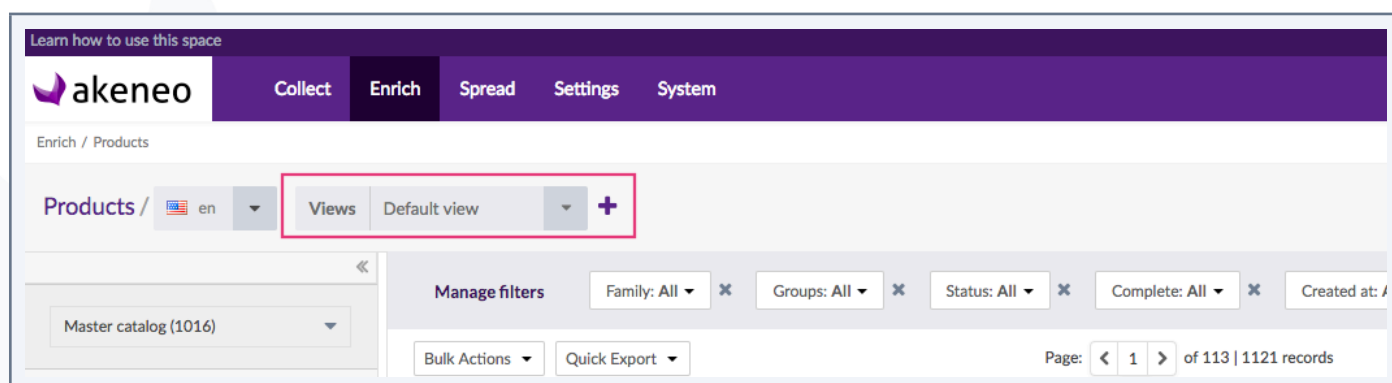 Learn how to use this space
akeneo Collect Enrich Spread Settings System
Enrich / Products
Products / en Views Default view +
«
Manage filters Family: All Groups: All Status: All Complete: All Created at:
Master catalog (1016)
Bulk Actions Quick Export Page: < 1 > of 113 | 1121 records